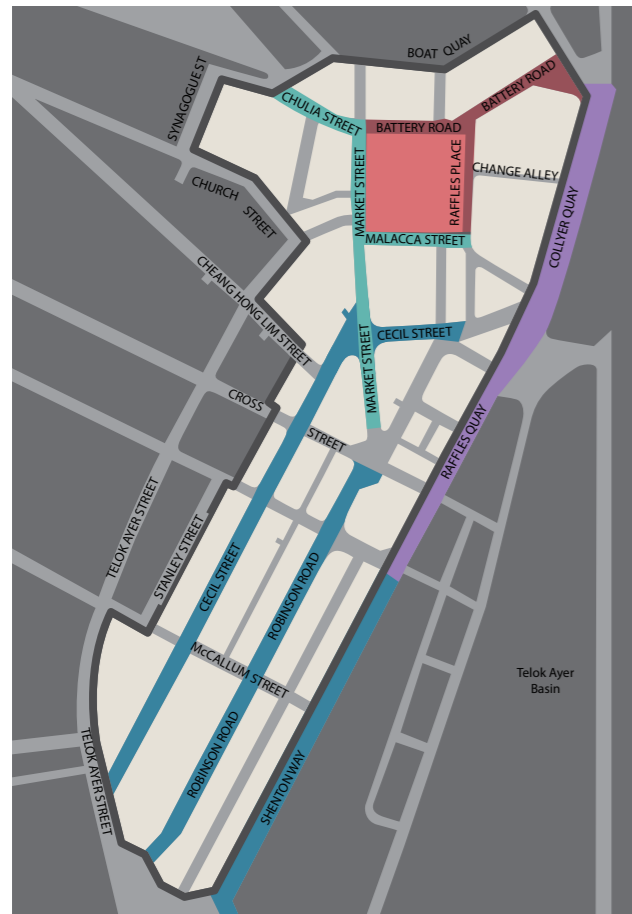 BOAT QUAY
SYNAGOGUE ST
BATTERY ROAD
CHULIA STREET
BATTERY ROAD
MARKET STREET
RAFFLES PLACE
CHANGE ALLEY
CHURCH STREET
MALACCA STREET
COLLYER QUAY
CHEANG HONG LIM STREET
CECIL STREET
MARKET STREET
CROSS STREET
RAFFLES QUAY
TELOK AYER STREET
STANLEY STREET
CECIL STREET
ROBINSON ROAD
McCALLUM STREET
Telok Ayer
Basin
ROBINSON ROAD
SHENTON WAY
TELOK AYER STREET